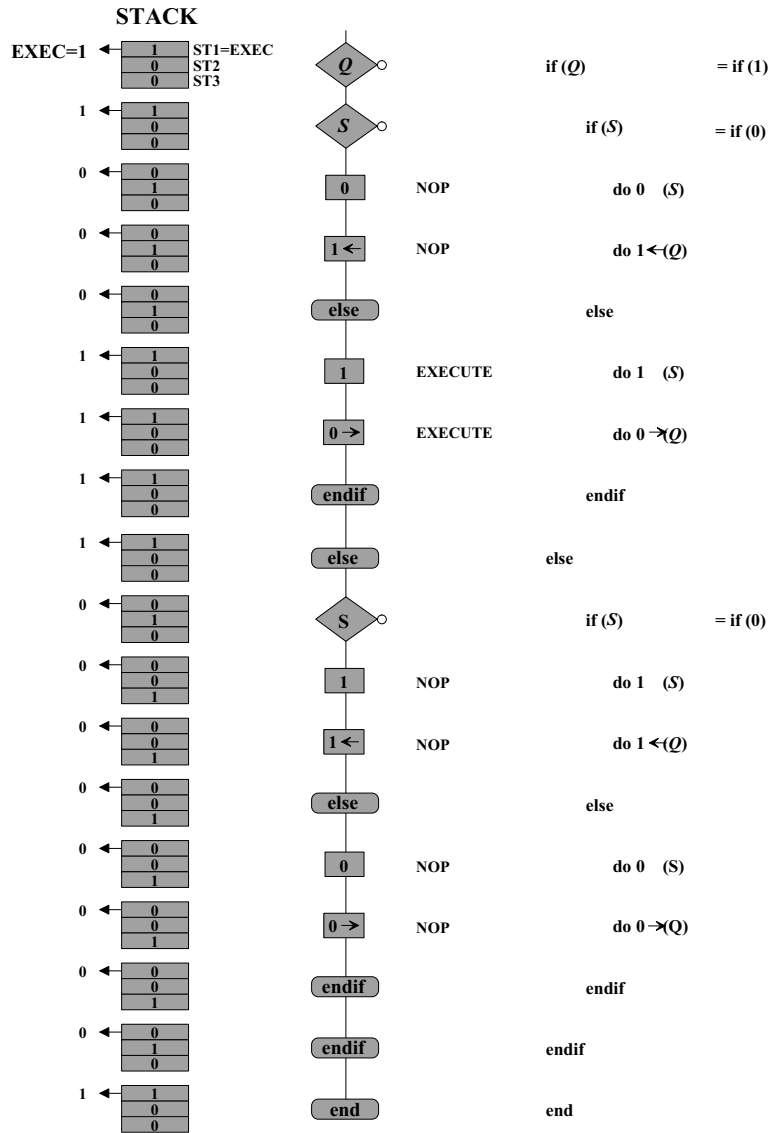 STACK
EXEC=1 1 ST1=EXEC Q if (Q) = if (1)
0 ST2
0 ST3
1 1 S if (S) = if (0)
0
0
0 0 0 NOP do 0 (S)
1
0
0 0 1← NOP do 1←(Q)
1
0
0 0 else else
1
0
1 1 1 EXECUTE do 1 (S)
0
0
1 1 0→ EXECUTE do 0→(Q)
0
0
1 1 endif endif
0
0
1 1 else else
0
0
0 0 S if (S) = if (0)
1
0
0 0 1 NOP do 1 (S)
0
1
0 0 1← NOP do 1←(Q)
0
1
0 0 else else
0
1
0 0 0 NOP do 0 (S)
0
1
0 0 0→ NOP do 0→(Q)
0
1
0 0 endif endif
0
1
0 0 endif endif
1
0
1 1 end end
0
0